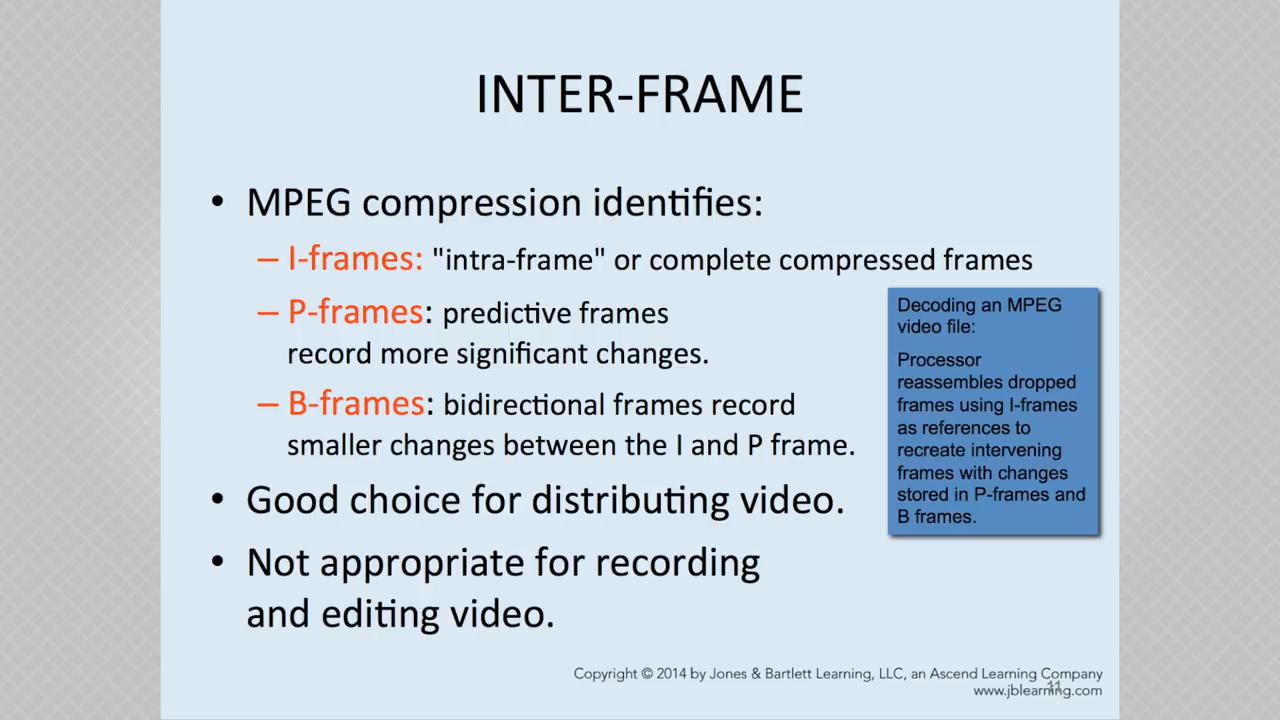 INTER-FRAME
• MPEG compression identifies:
– I-frames: "intra-frame" or complete compressed frames
– P-frames: predictive frames
record more significant changes.
– B-frames: bidirectional frames record
smaller changes between the I and P frame.
• Good choice for distributing video.
• Not appropriate for recording
and editing video.
Decoding an MPEG
video file:
Processor
reassembles dropped
frames using I-frames
as references to
recreate intervening
frames with changes
stored in P-frames and
B frames.
Copyright © 2014 by Jones & Bartlett Learning, LLC, an Ascend Learning Company
www.jblearning.com
11